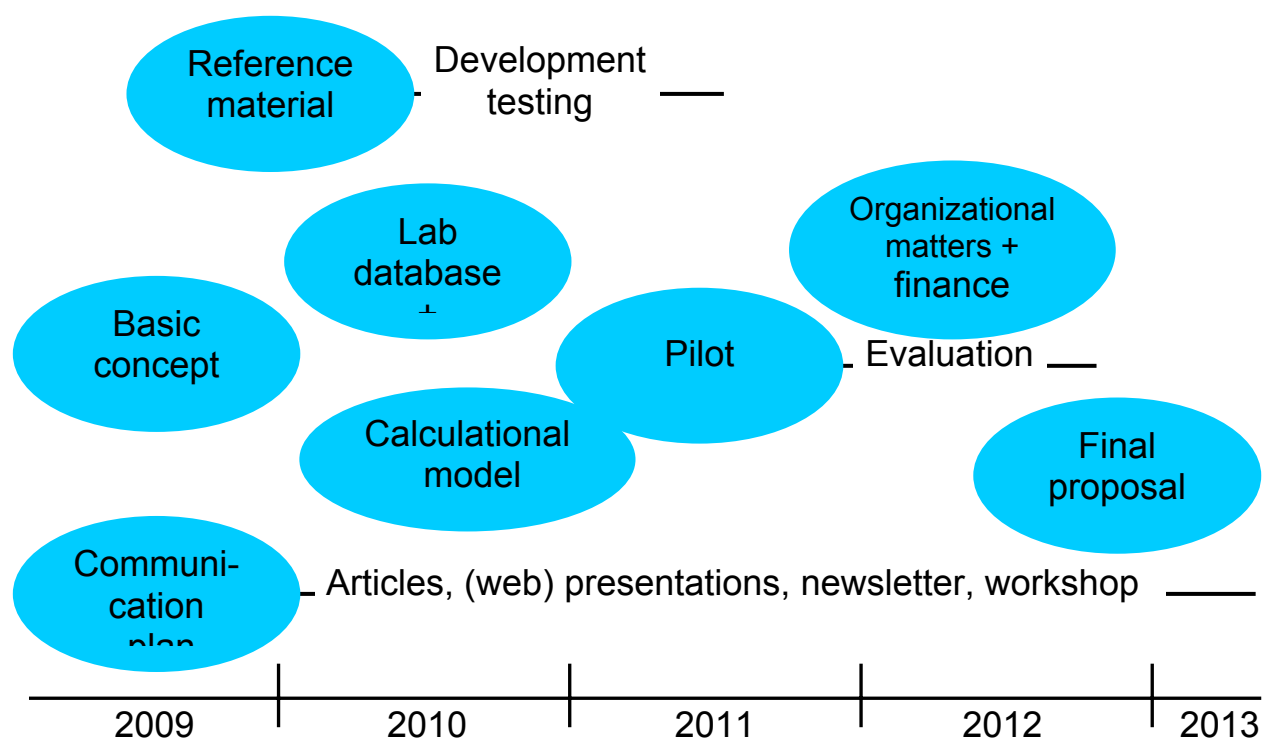 Reference
material
Development
testing
Lab
database
+
Organizational
matters +
finance
Basic
concept
Pilot
Evaluation
Calculational
model
Final
proposal
Communi-
cation
plan
Articles, (web) presentations, newsletter, workshop
2009
2010
2011
2012
2013